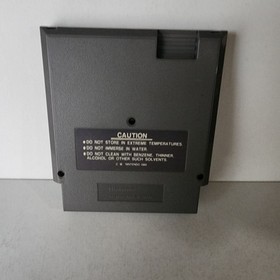 CAUTION
●DO NOT STORE IN EXTREME TEMPERATURES.
●DO NOT IMMERSE IN WATER.
●DO NOT CLEAN WITH BENZENE, THINNER,
ALCOHOL OR OTHER SUCH SOLVENTS.
NINTENDO